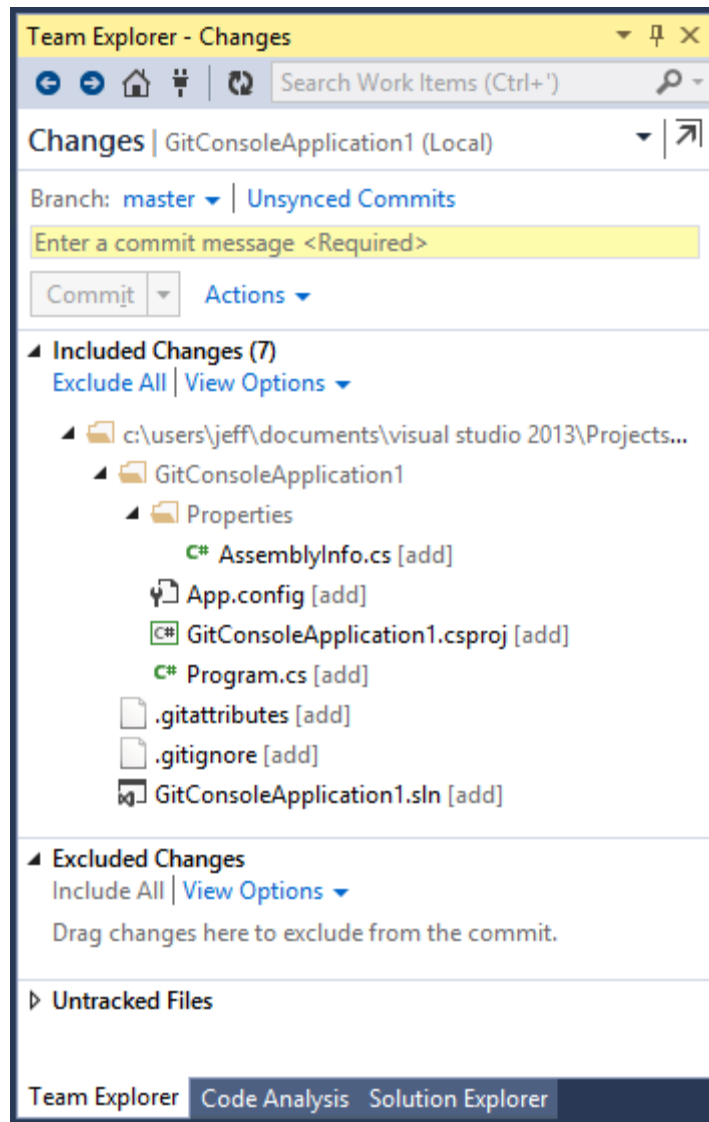 Team Explorer - Changes
Search Work Items (Ctrl+')
Changes | GitConsoleApplication1 (Local)
Branch: master | Unsynced Commits
Enter a commit message <Required>
Commit Actions
Included Changes (7)
Exclude All | View Options
c:\users\jeff\documents\visual studio 2013\Projects...
GitConsoleApplication1
Properties
C# AssemblyInfo.cs [add]
App.config [add]
C# GitConsoleApplication1.csproj [add]
C# Program.cs [add]
.gitattributes [add]
.gitignore [add]
GitConsoleApplication1.sln [add]
Excluded Changes
Include All | View Options
Drag changes here to exclude from the commit.
Untracked Files
Team Explorer Code Analysis Solution Explorer